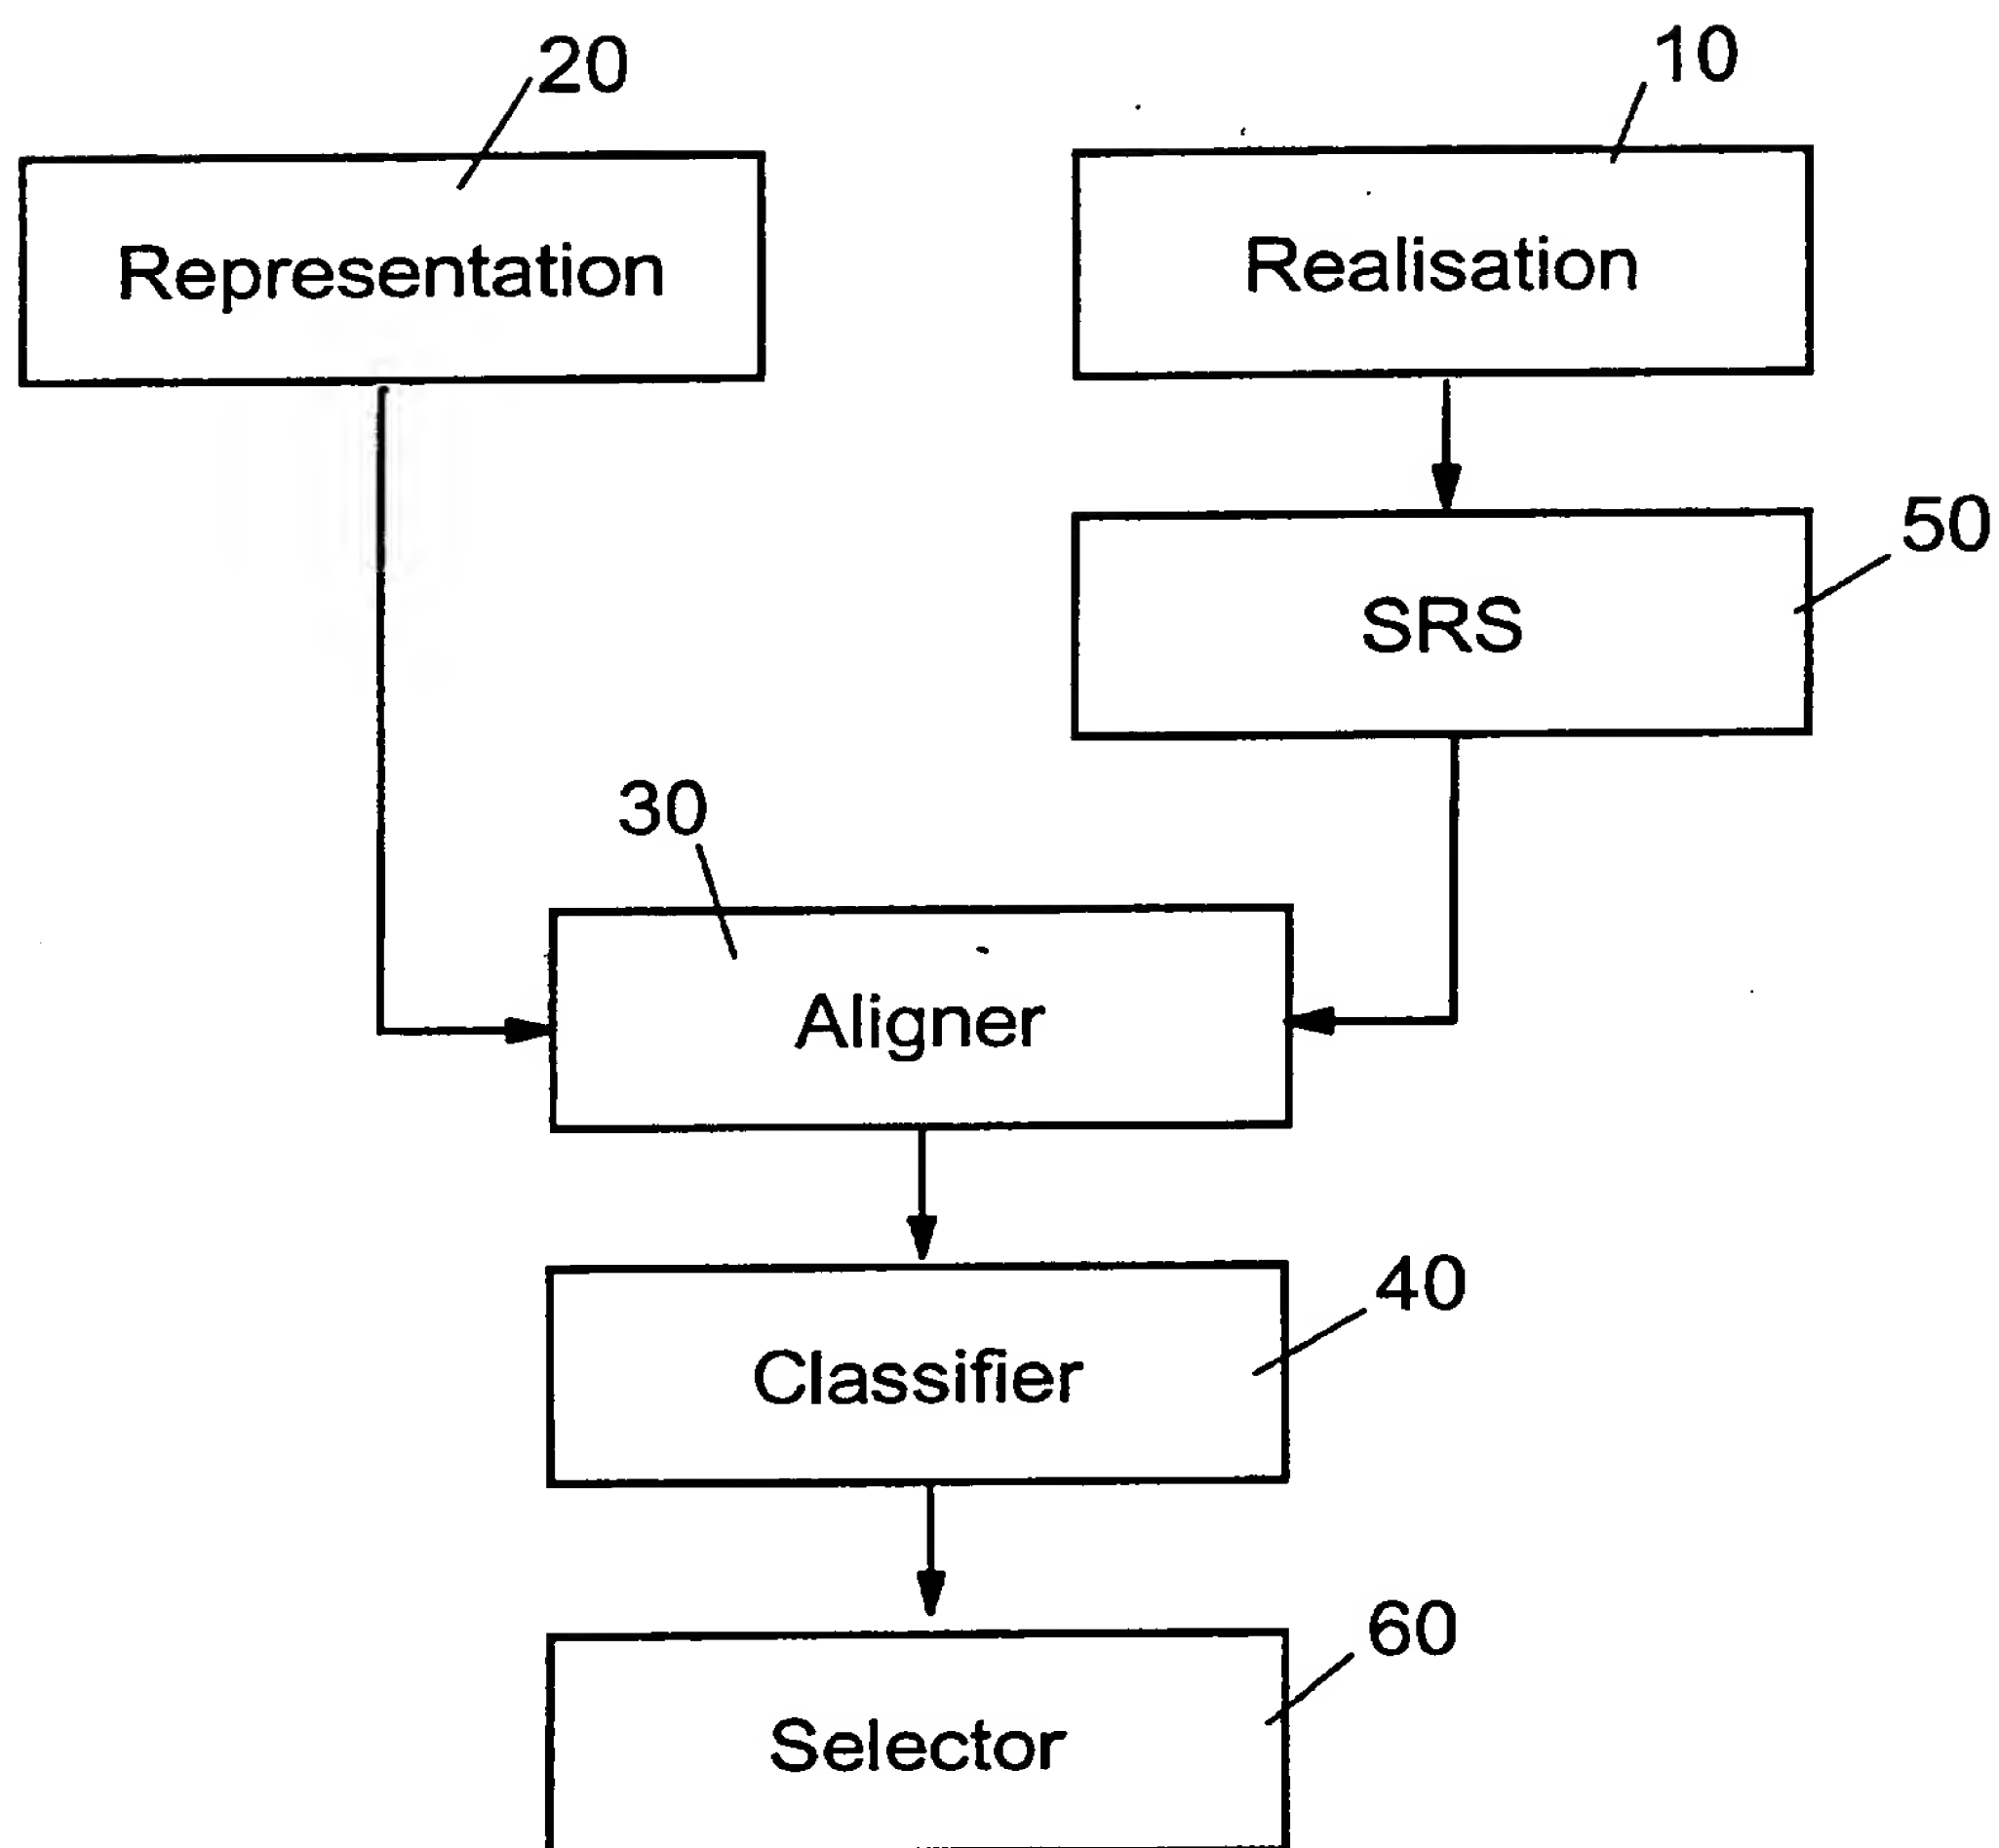 20
10
Representation
Realisation
50
SRS
30
Aligner
40
Classifier
60
Selector